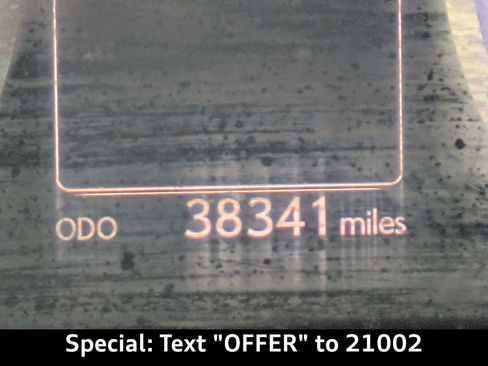 ODO 38341 miles
Special: Text "OFFER" to 21002